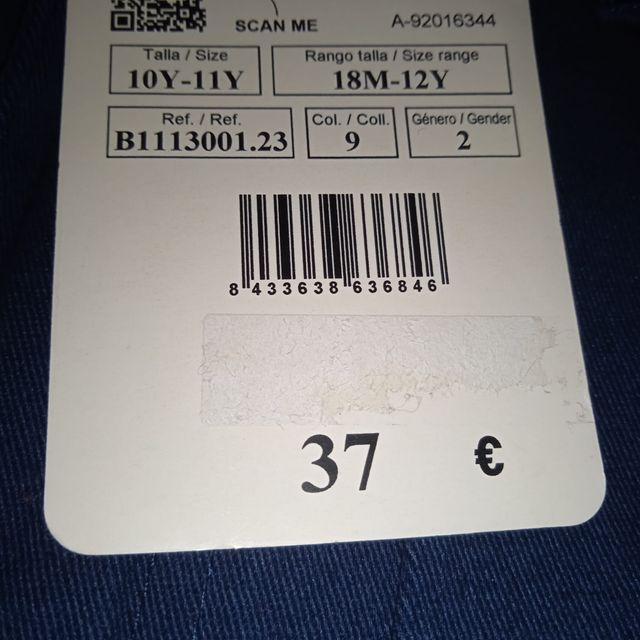 SCAN ME A-92016344
Talla / Size Rango talla / Size range
10Y-11Y 18M-12Y
Ref. / Ref. Col. / Coll. Género / Gender
B1113001.23 9 2
8 433638 636846
37 €